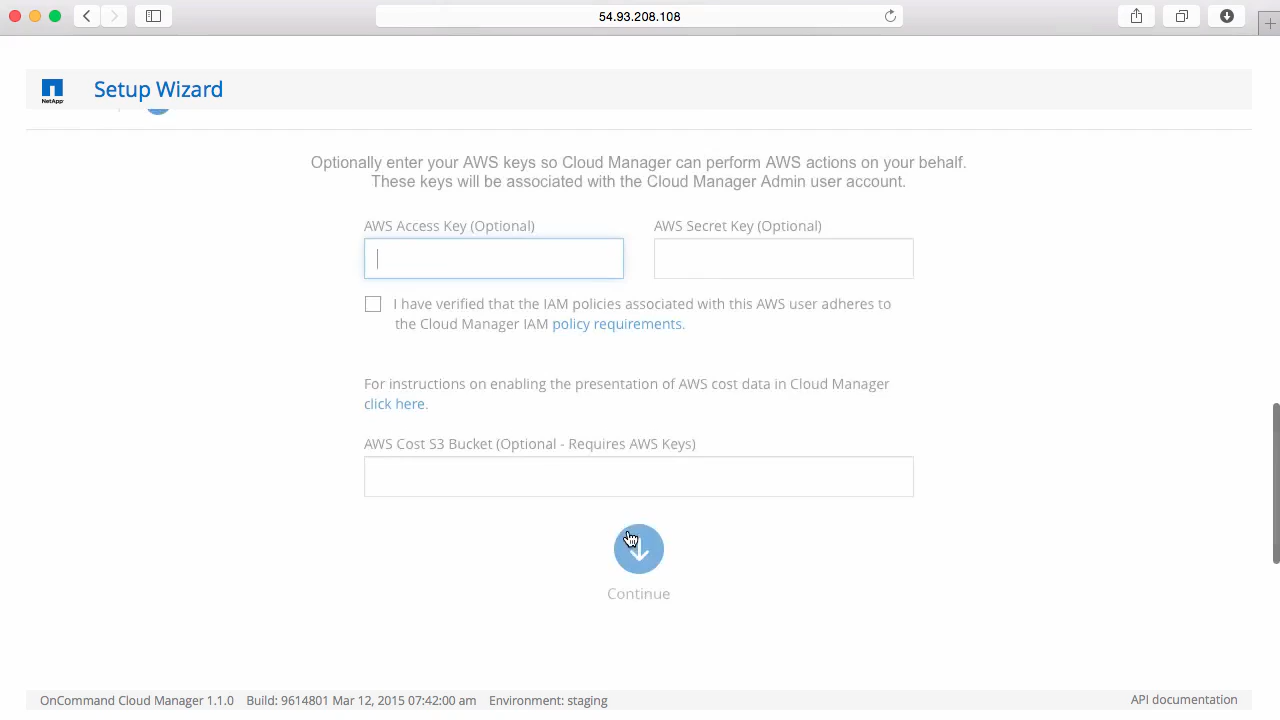 54.93.208.108
NetApp
Setup Wizard
Optionally enter your AWS keys so Cloud Manager can perform AWS actions on your behalf.
These keys will be associated with the Cloud Manager Admin user account.
AWS Access Key (Optional)
AWS Secret Key (Optional)
I have verified that the IAM policies associated with this AWS user adheres to
the Cloud Manager IAM policy requirements.
For instructions on enabling the presentation of AWS cost data in Cloud Manager
click here.
AWS Cost S3 Bucket (Optional - Requires AWS Keys)
Continue
OnCommand Cloud Manager 1.1.0 Build: 9614801 Mar 12, 2015 07:42:00 am Environment: staging
API documentation